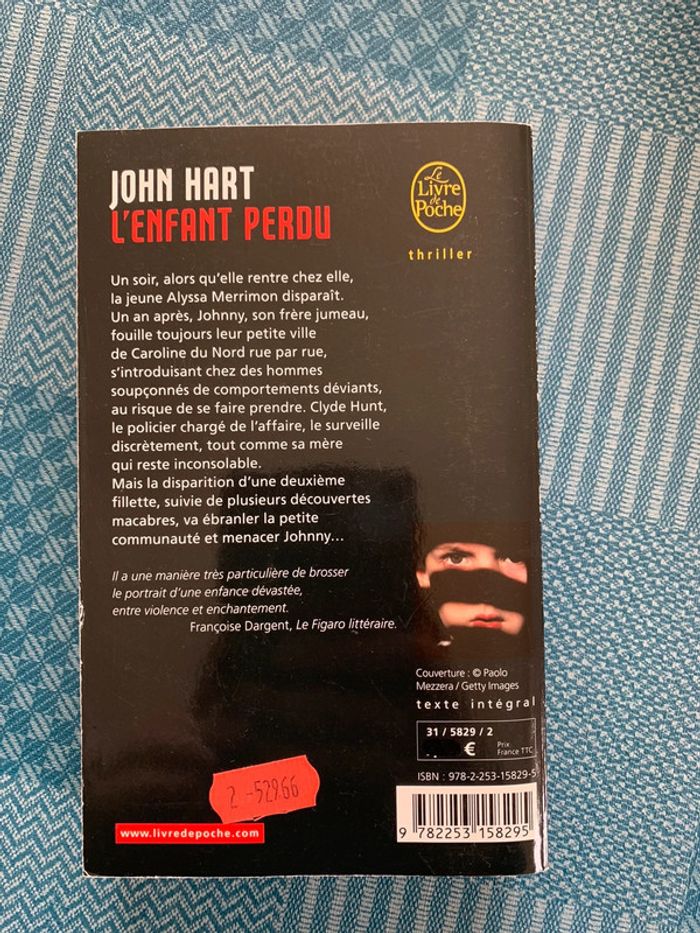 JOHN HART
L'ENFANT PERDU
Le
Livre
de
Poche
thriller
Un soir, alors qu'elle rentre chez elle,
la jeune Alyssa Merrimon disparaît.
Un an après, Johnny, son frère jumeau,
fouille toujours leur petite ville
de Caroline du Nord rue par rue,
s'introduisant chez des hommes
soupçonnés de comportements déviants,
au risque de se faire prendre. Clyde Hunt,
le policier chargé de l'affaire, le surveille
discrètement, tout comme sa mère
qui reste inconsolable.
Mais la disparition d'une deuxième
fillette, suivie de plusieurs découvertes
macabres, va ébranler la petite
communauté et menacer Johnny...
Il a une manière très particulière de brosser
le portrait d'une enfance dévastée,
entre violence et enchantement.
Françoise Dargent, Le Figaro littéraire.
Couverture : © Paolo
Mezzera / Getty Images
texte intégral
31 / 5829 / 2
€ Prix
France TTC
ISBN : 978-2-253-15829-5
9 782253 158295
2 -52966
www.livredepoche.com